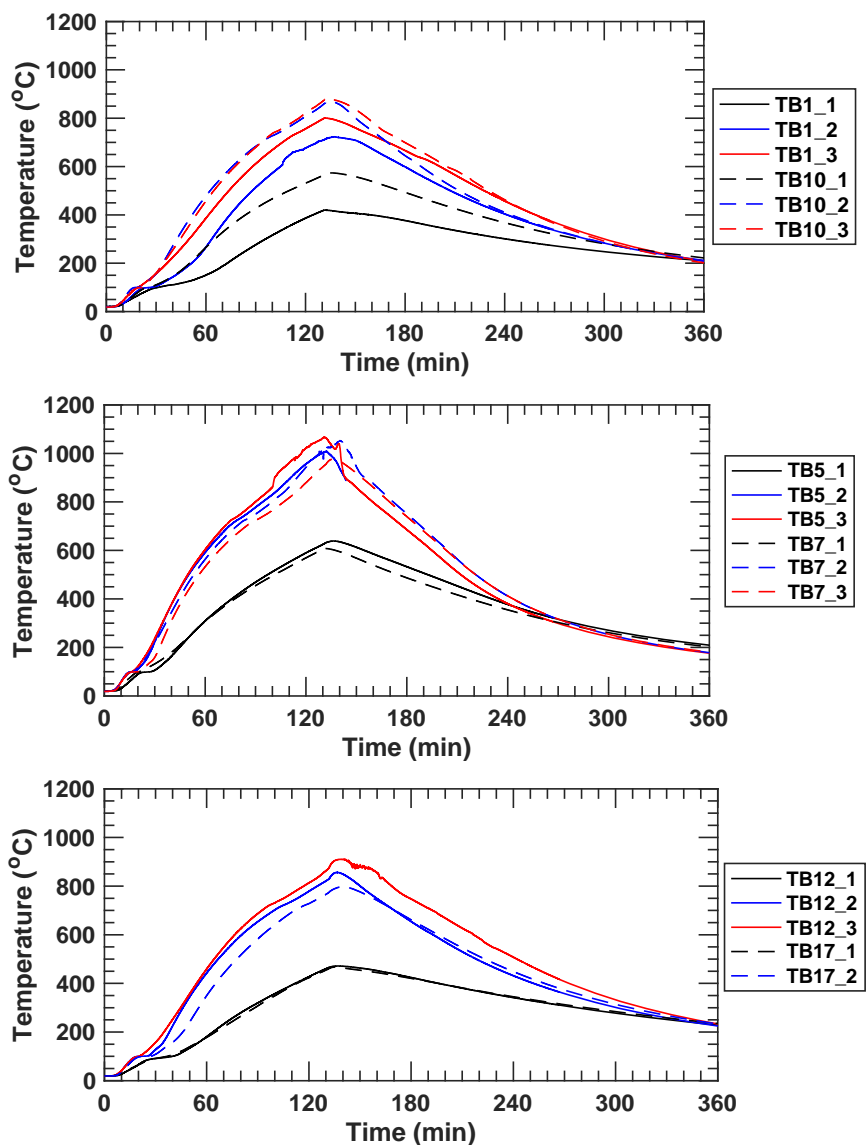 1200
1000
800
600
400
200
0
Temperature (°C)
0 60 120 180 240 300 360
Time (min)
TB1_1
TB1_2
TB1_3
TB10_1
TB10_2
TB10_3
1200
1000
800
600
400
200
0
Temperature (°C)
0 60 120 180 240 300 360
Time (min)
TB5_1
TB5_2
TB5_3
TB7_1
TB7_2
TB7_3
1200
1000
800
600
400
200
0
Temperature (°C)
0 60 120 180 240 300 360
Time (min)
TB12_1
TB12_2
TB12_3
TB17_1
TB17_2